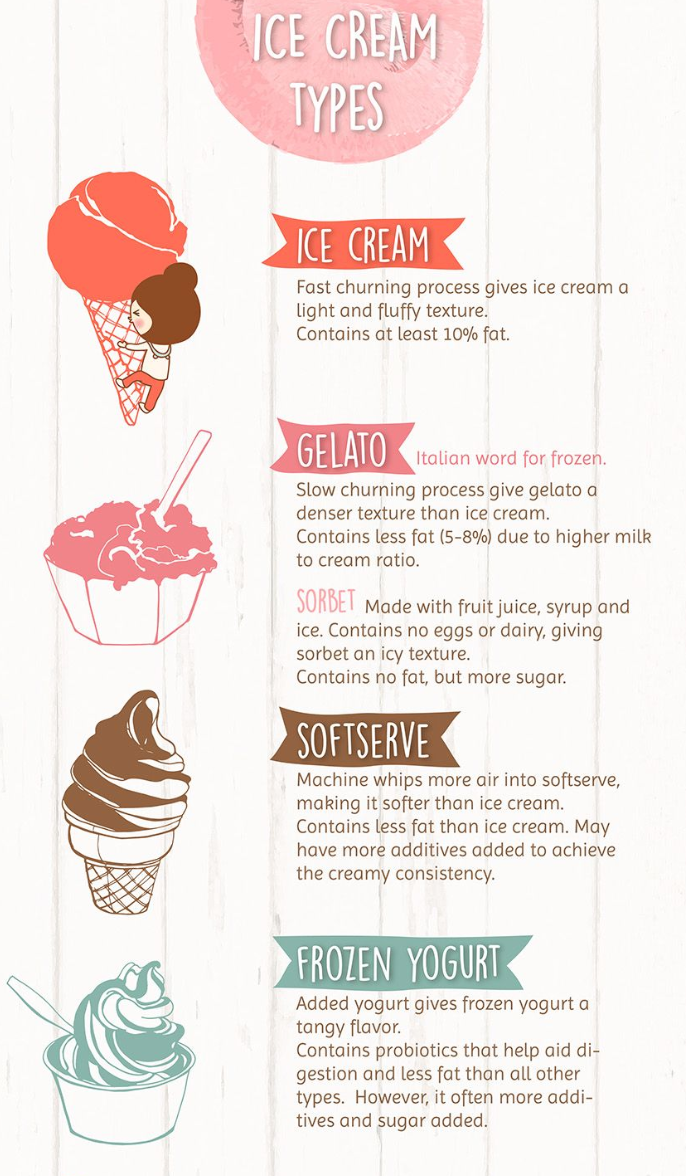 ICE CREAM
TYPES
ICE CREAM
Fast churning process gives ice cream a
light and fluffy texture.
Contains at least 10% fat.
GELATO Italian word for frozen.
Slow churning process give gelato a
denser texture than ice cream.
Contains less fat (5-8%) due to higher milk
to cream ratio.
SORBET Made with fruit juice, syrup and
ice. Contains no eggs or dairy, giving
sorbet an icy texture.
Contains no fat, but more sugar.
SOFTSERVE
Machine whips more air into softserve,
making it softer than ice cream.
Contains less fat than ice cream. May
have more additives added to achieve
the creamy consistency.
FROZEN YOGURT
Added yogurt gives frozen yogurt a
tangy flavor.
Contains probiotics that help aid di-
gestion and less fat than all other
types. However, it often more addi-
tives and sugar added.